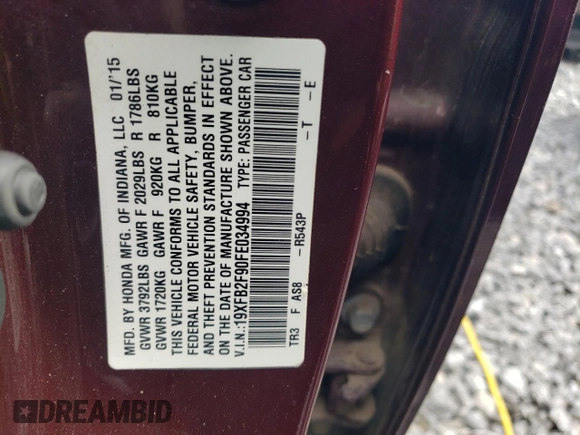 MFD. BY HONDA MFG. OF INDIANA, LLC 01/'15
GVWR 3792LBS GAWR F 2029LBS R 1786LBS
GVWR 1720KG GAWR F 920KG R 810KG
THIS VEHICLE CONFORMS TO ALL APPLICABLE
FEDERAL MOTOR VEHICLE SAFETY, BUMPER,
AND THEFT PREVENTION STANDARDS IN EFFECT
ON THE DATE OF MANUFACTURE SHOWN ABOVE.
V.I.N.:19XFB2F90FE034994 TYPE: PASSENGER CAR
TR3 F AS8 -R543P -T -E
DREAMBID